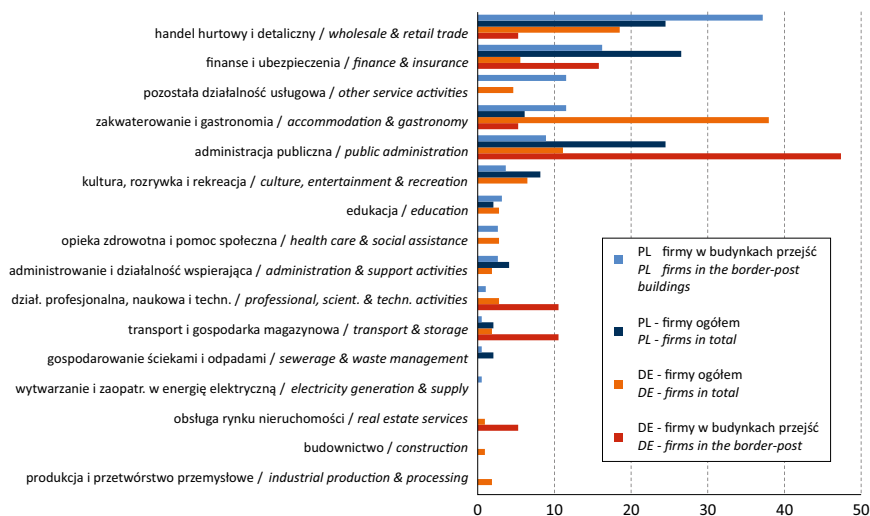 handel hurtowy i detaliczny / wholesale & retail trade
finanse i ubezpieczenia / finance & insurance
pozostała działalność usługowa / other service activities
zakwaterowanie i gastronomia / accommodation & gastronomy
administracja publiczna / public administration
kultura, rozrywka i rekreacja / culture, entertainment & recreation
edukacja / education
opieka zdrowotna i pomoc społeczna / health care & social assistance
administrowanie i działalność wspierająca / administration & support activities
dział. profesjonalna, naukowa i techn. / professional, scient. & techn. activities
transport i gospodarka magazynowa / transport & storage
gospodarowanie ściekami i odpadami / sewerage & waste management
wytwarzanie i zaopatr. w energię elektryczną / electricity generation & supply
obsługa rynku nieruchomości / real estate services
budownictwo / construction
produkcja i przetwórstwo przemysłowe / industrial production & processing
PL firmy w budynkach przejść
PL firms in the border-post
buildings
PL - firmy ogółem
PL - firms in total
DE - firmy ogółem
DE - firms in total
DE - firmy w budynkach przejść
DE - firms in the border-post
0 10 20 30 40 50